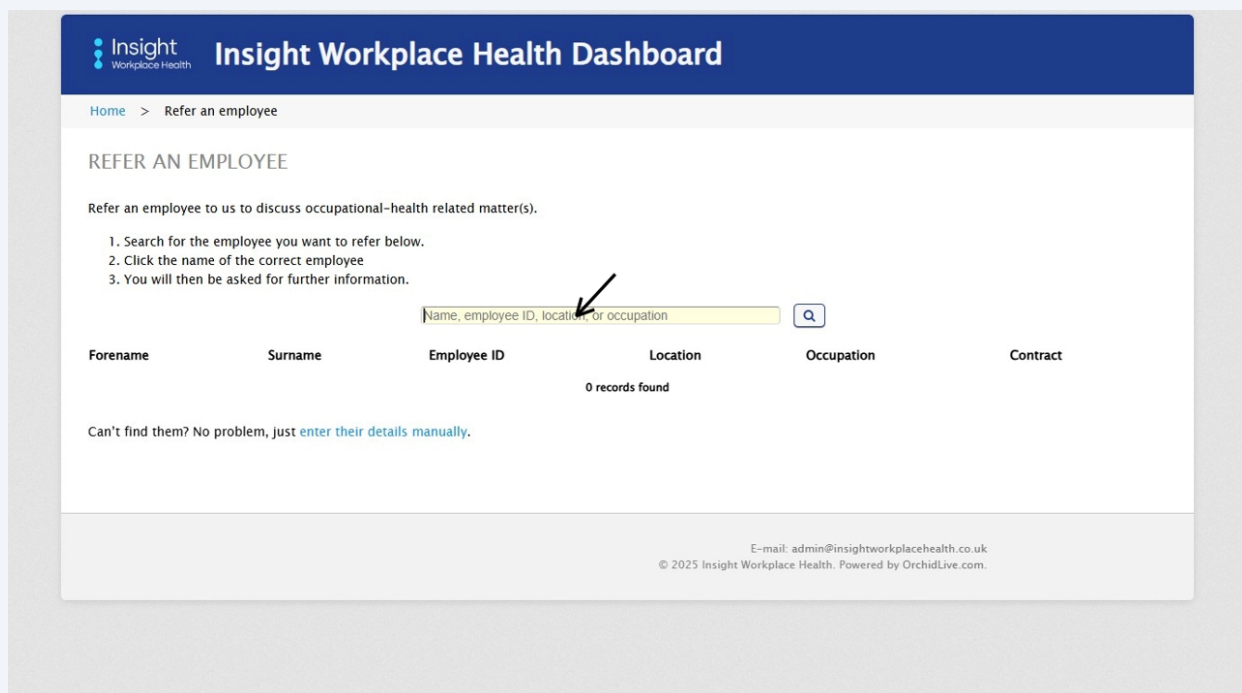 Insight
Workplace Health
Insight Workplace Health Dashboard
Home > Refer an employee
REFER AN EMPLOYEE
Refer an employee to us to discuss occupational-health related matter(s).
1. Search for the employee you want to refer below.
2. Click the name of the correct employee
3. You will then be asked for further information.
Name, employee ID, location, or occupation
Forename Surname Employee ID Location Occupation Contract
0 records found
Can't find them? No problem, just enter their details manually.
E-mail: admin@insightworkplacehealth.co.uk
© 2025 Insight Workplace Health. Powered by OrchidLive.com.